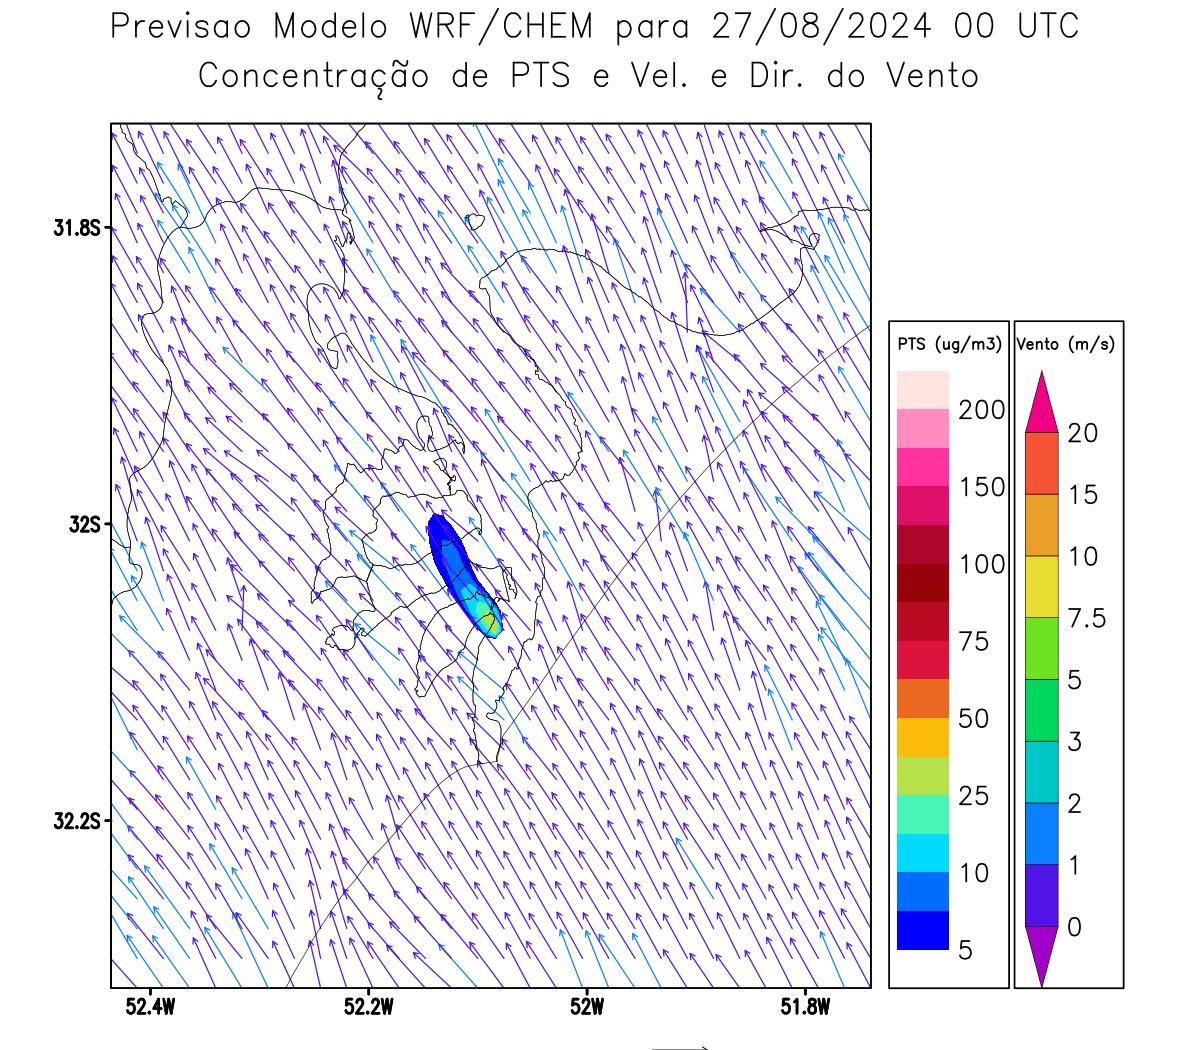 Previsao Modelo WRF/CHEM para 27/08/2024 00 UTC
Concentração de PTS e Vel. e Dir. do Vento
31.8S
32S
32.2S
52.4W
52.2W
52W
51.8W
PTS (ug/m3)
200
150
100
75
50
25
10
5
Vento (m/s)
20
15
10
7.5
5
3
2
1
0